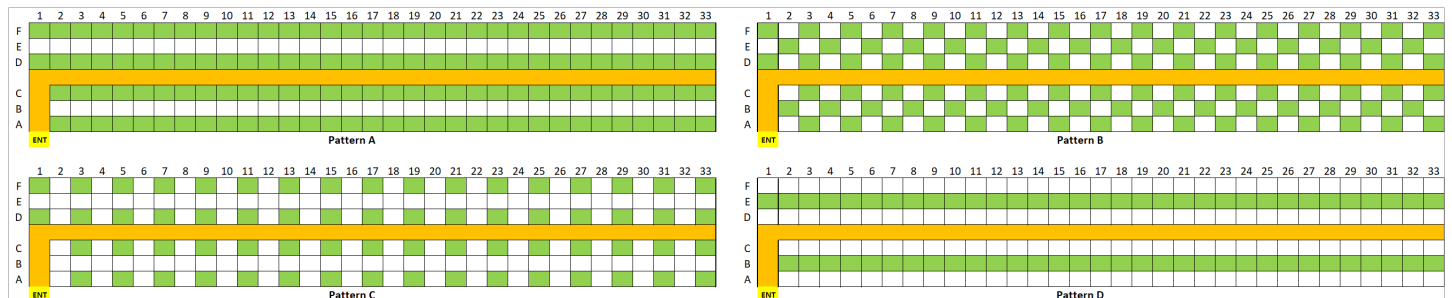 1 2 3 4 5 6 7 8 9 10 11 12 13 14 15 16 17 18 19 20 21 22 23 24 25 26 27 28 29 30 31 32 33
F
E
D
C
B
A
ENT
Pattern A
1 2 3 4 5 6 7 8 9 10 11 12 13 14 15 16 17 18 19 20 21 22 23 24 25 26 27 28 29 30 31 32 33
F
E
D
C
B
A
ENT
Pattern B
1 2 3 4 5 6 7 8 9 10 11 12 13 14 15 16 17 18 19 20 21 22 23 24 25 26 27 28 29 30 31 32 33
F
E
D
C
B
A
ENT
Pattern C
1 2 3 4 5 6 7 8 9 10 11 12 13 14 15 16 17 18 19 20 21 22 23 24 25 26 27 28 29 30 31 32 33
F
E
D
C
B
A
ENT
Pattern D